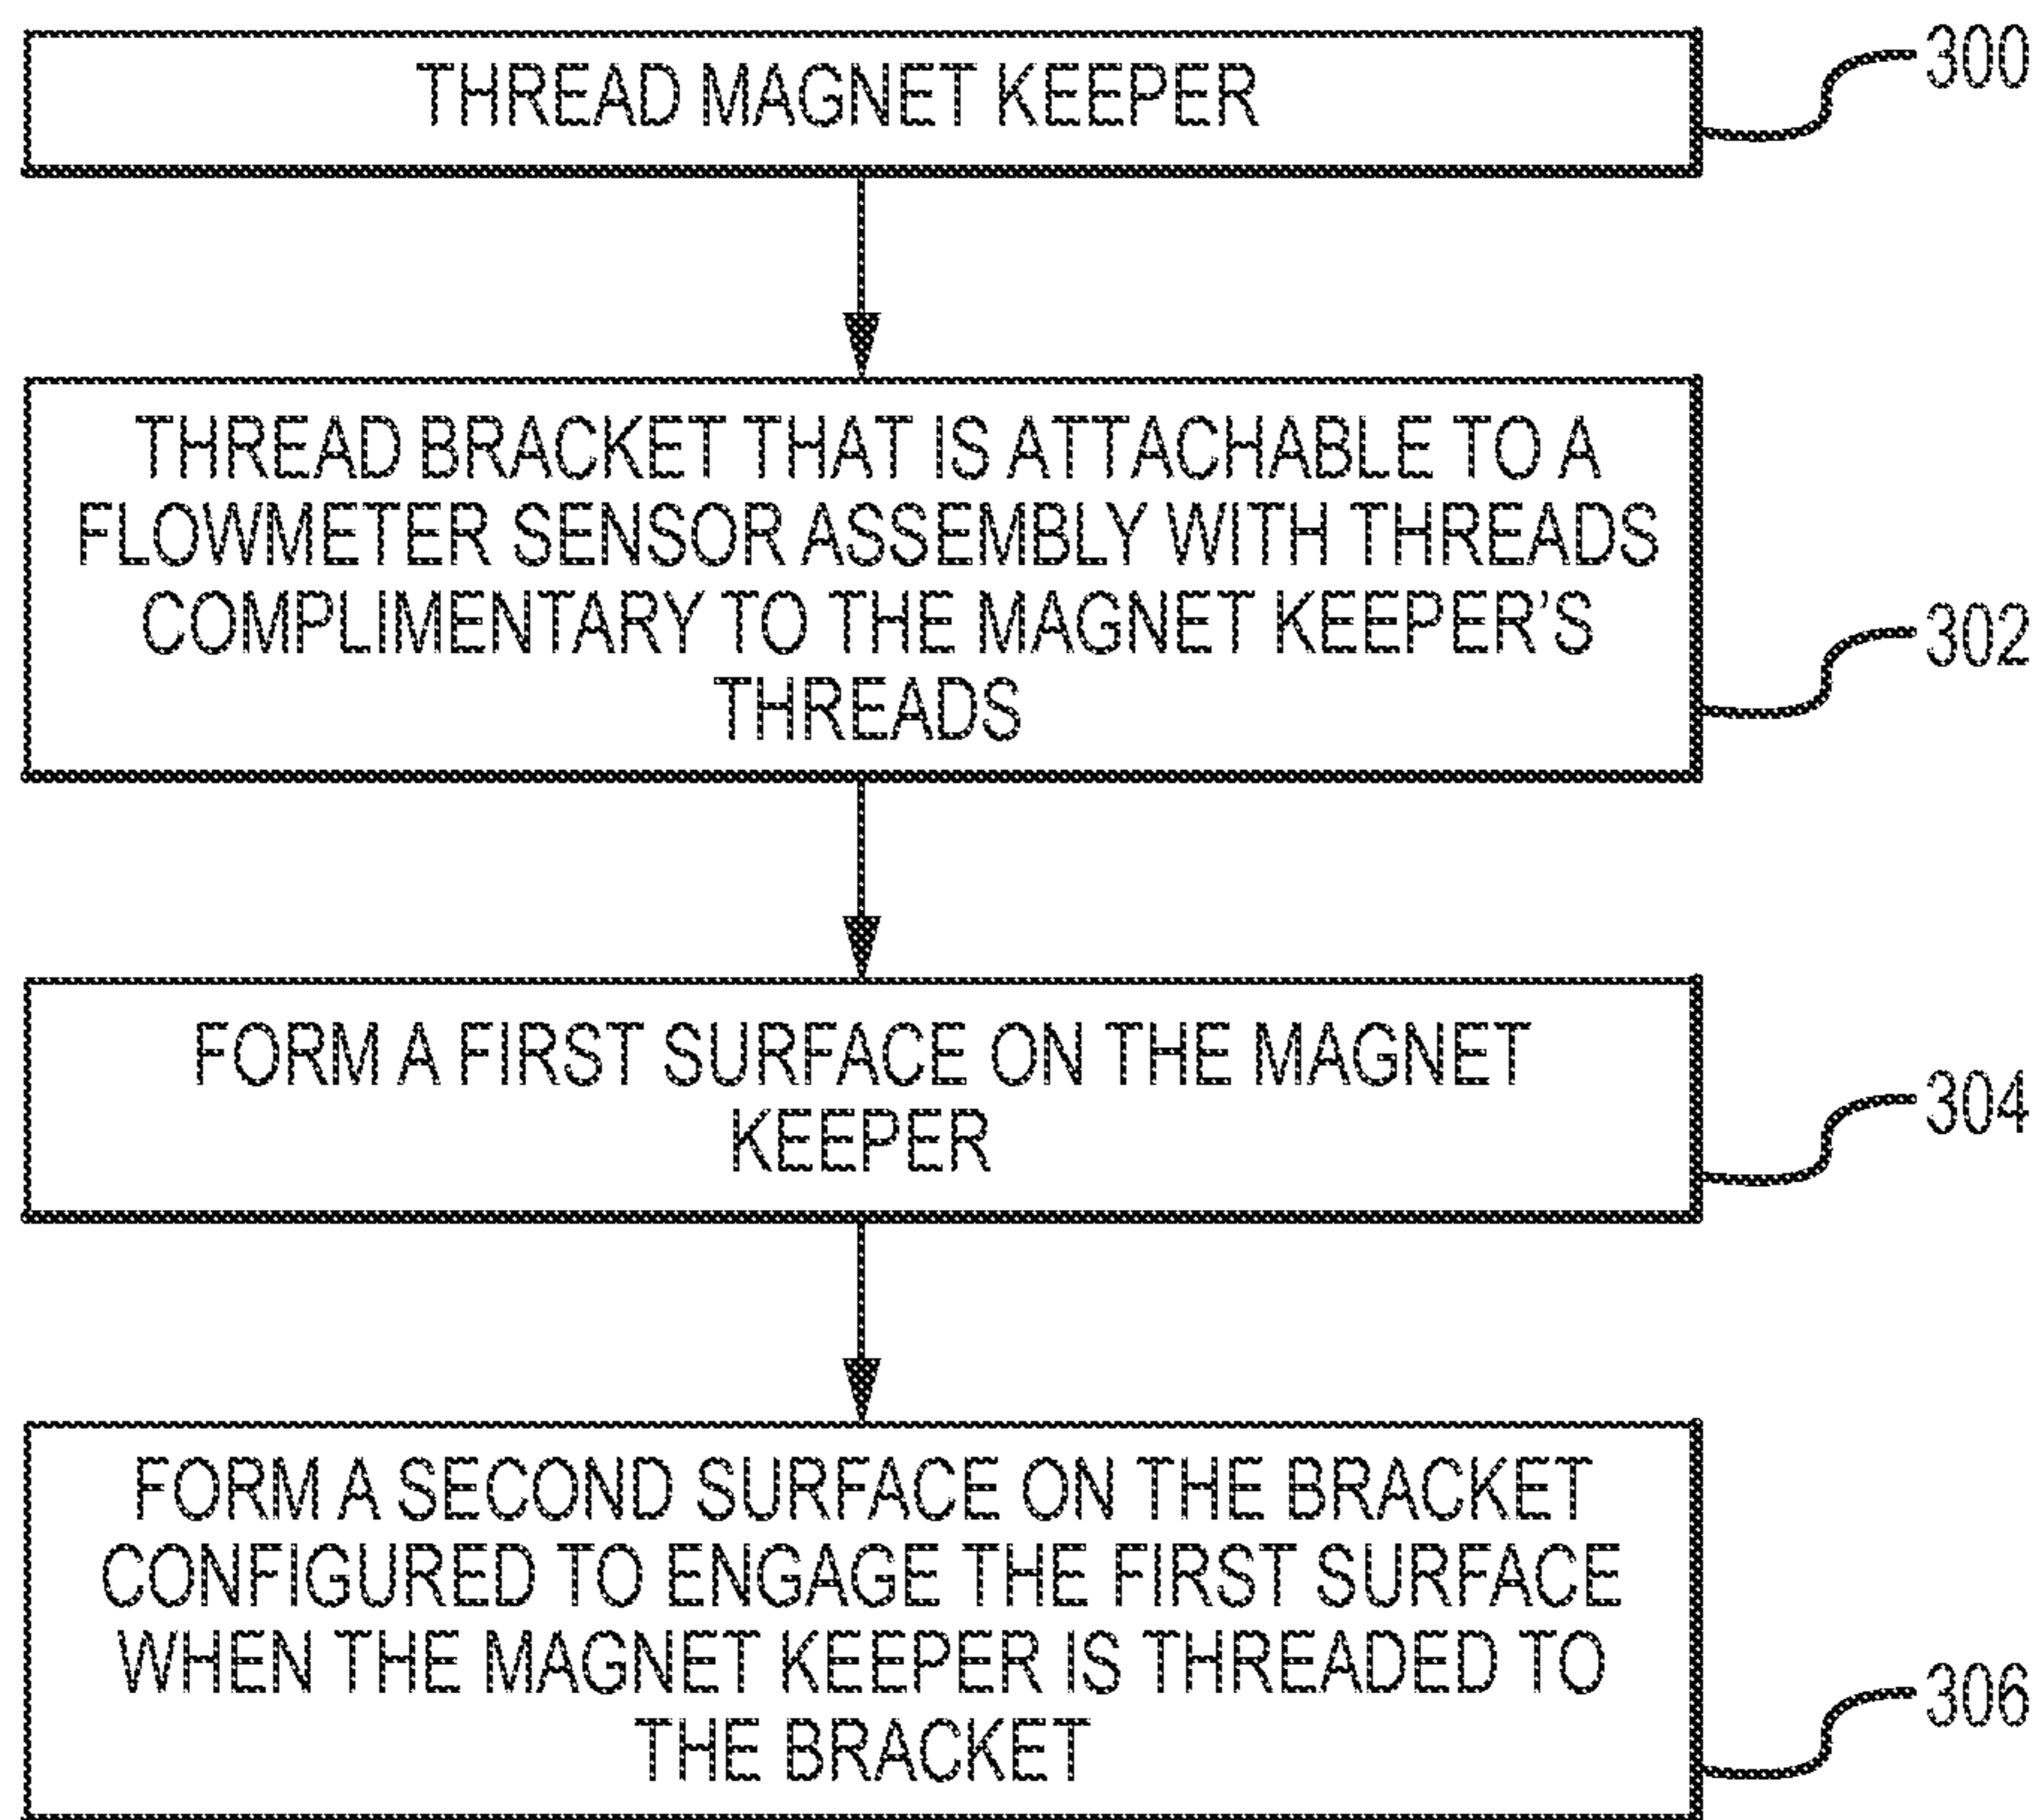 THREAD MAGNET KEEPER
300
THREAD BRACKET THAT IS ATTACHABLE TO A
FLOWMETER SENSOR ASSEMBLY WITH THREADS
COMPLIMENTARY TO THE MAGNET KEEPER'S
THREADS
302
FORM A FIRST SURFACE ON THE MAGNET
KEEPER
304
FORM A SECOND SURFACE ON THE BRACKET
CONFIGURED TO ENGAGE THE FIRST SURFACE
WHEN THE MAGNET KEEPER IS THREADED TO
THE BRACKET
306